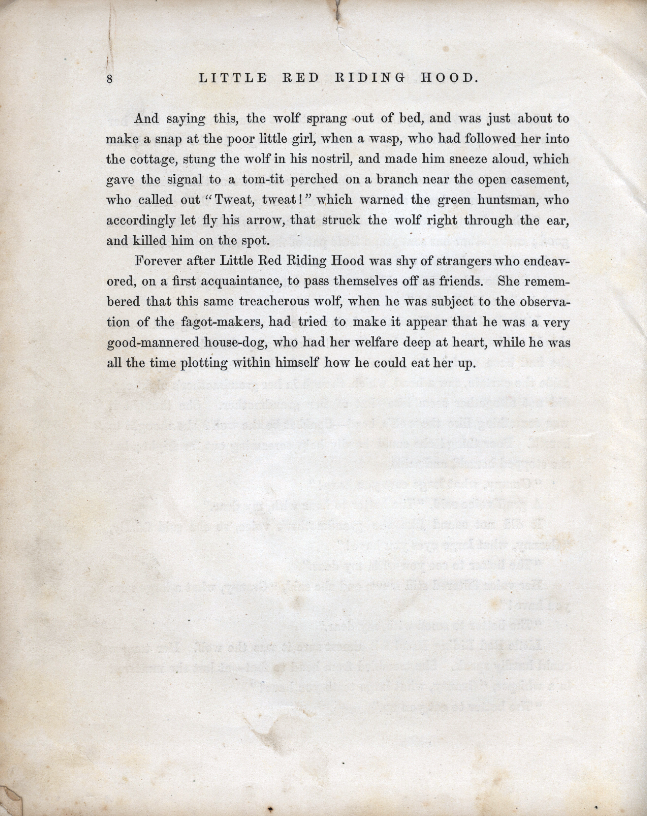 8 LITTLE RED RIDING HOOD.
And saying this, the wolf sprang out of bed, and was just about to
make a snap at the poor little girl, when a wasp, who had followed her into
the cottage, stung the wolf in his nostril, and made him sneeze aloud, which
gave the signal to a tom-tit perched on a branch near the open casement,
who called out "Tweat, tweat!" which warned the green huntsman, who
accordingly let fly his arrow, that struck the wolf right through the ear,
and killed him on the spot.
Forever after Little Red Riding Hood was shy of strangers who endeav-
ored, on a first acquaintance, to pass themselves off as friends. She remem-
bered that this same treacherous wolf, when he was subject to the observa-
tion of the fagot-makers, had tried to make it appear that he was a very
good-mannered house-dog, who had her welfare deep at heart, while he was
all the time plotting within himself how he could eat her up.